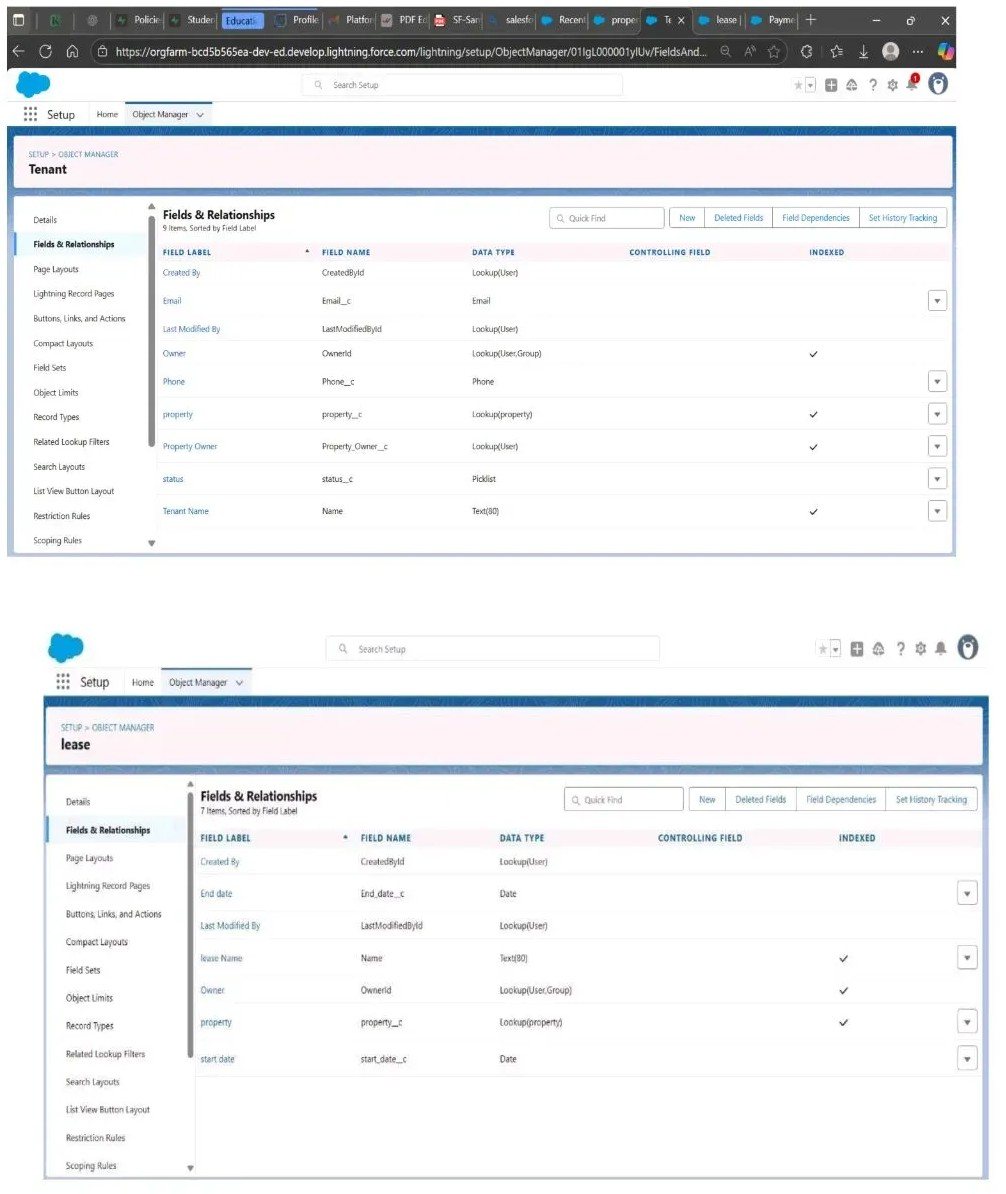 Policie Studer Educatio Profile Platfor PDF Ed SF-San salesfo Recent proper Te lease Payme
https://orgfarm-bcd5b565ea-dev-ed.develop.lightning.force.com/lightning/setup/ObjectManager/01IgL000001yIUv/FieldsAnd...
Search Setup
1
Setup Home Object Manager
SETUP > OBJECT MANAGER
Tenant
Details
Fields & Relationships
Page Layouts
Lightning Record Pages
Buttons, Links, and Actions
Compact Layouts
Field Sets
Object Limits
Record Types
Related Lookup Filters
Search Layouts
List View Button Layout
Restriction Rules
Scoping Rules
Fields & Relationships
9 Items, Sorted by Field Label
Quick Find New Deleted Fields Field Dependencies Set History Tracking
FIELD LABEL FIELD NAME DATA TYPE CONTROLLING FIELD INDEXED
Created By CreatedById Lookup(User)
Email Email__c Email
Last Modified By LastModifiedById Lookup(User)
Owner OwnerId Lookup(User,Group)
Phone Phone__c Phone
property property__c Lookup(property)
Property Owner Property_Owner__c Lookup(User)
status status__c Picklist
Tenant Name Name Text(80)
Search Setup
Setup Home Object Manager
SETUP > OBJECT MANAGER
lease
Details
Fields & Relationships
Page Layouts
Lightning Record Pages
Buttons, Links, and Actions
Compact Layouts
Field Sets
Object Limits
Record Types
Related Lookup Filters
Search Layouts
List View Button Layout
Restriction Rules
Scoping Rules
Fields & Relationships
7 Items, Sorted by Field Label
Quick Find New Deleted Fields Field Dependencies Set History Tracking
FIELD LABEL FIELD NAME DATA TYPE CONTROLLING FIELD INDEXED
Created By CreatedById Lookup(User)
End date End_date__c Date
Last Modified By LastModifiedById Lookup(User)
lease Name Name Text(80)
Owner OwnerId Lookup(User,Group)
property property__c Lookup(property)
start date start_date__c Date